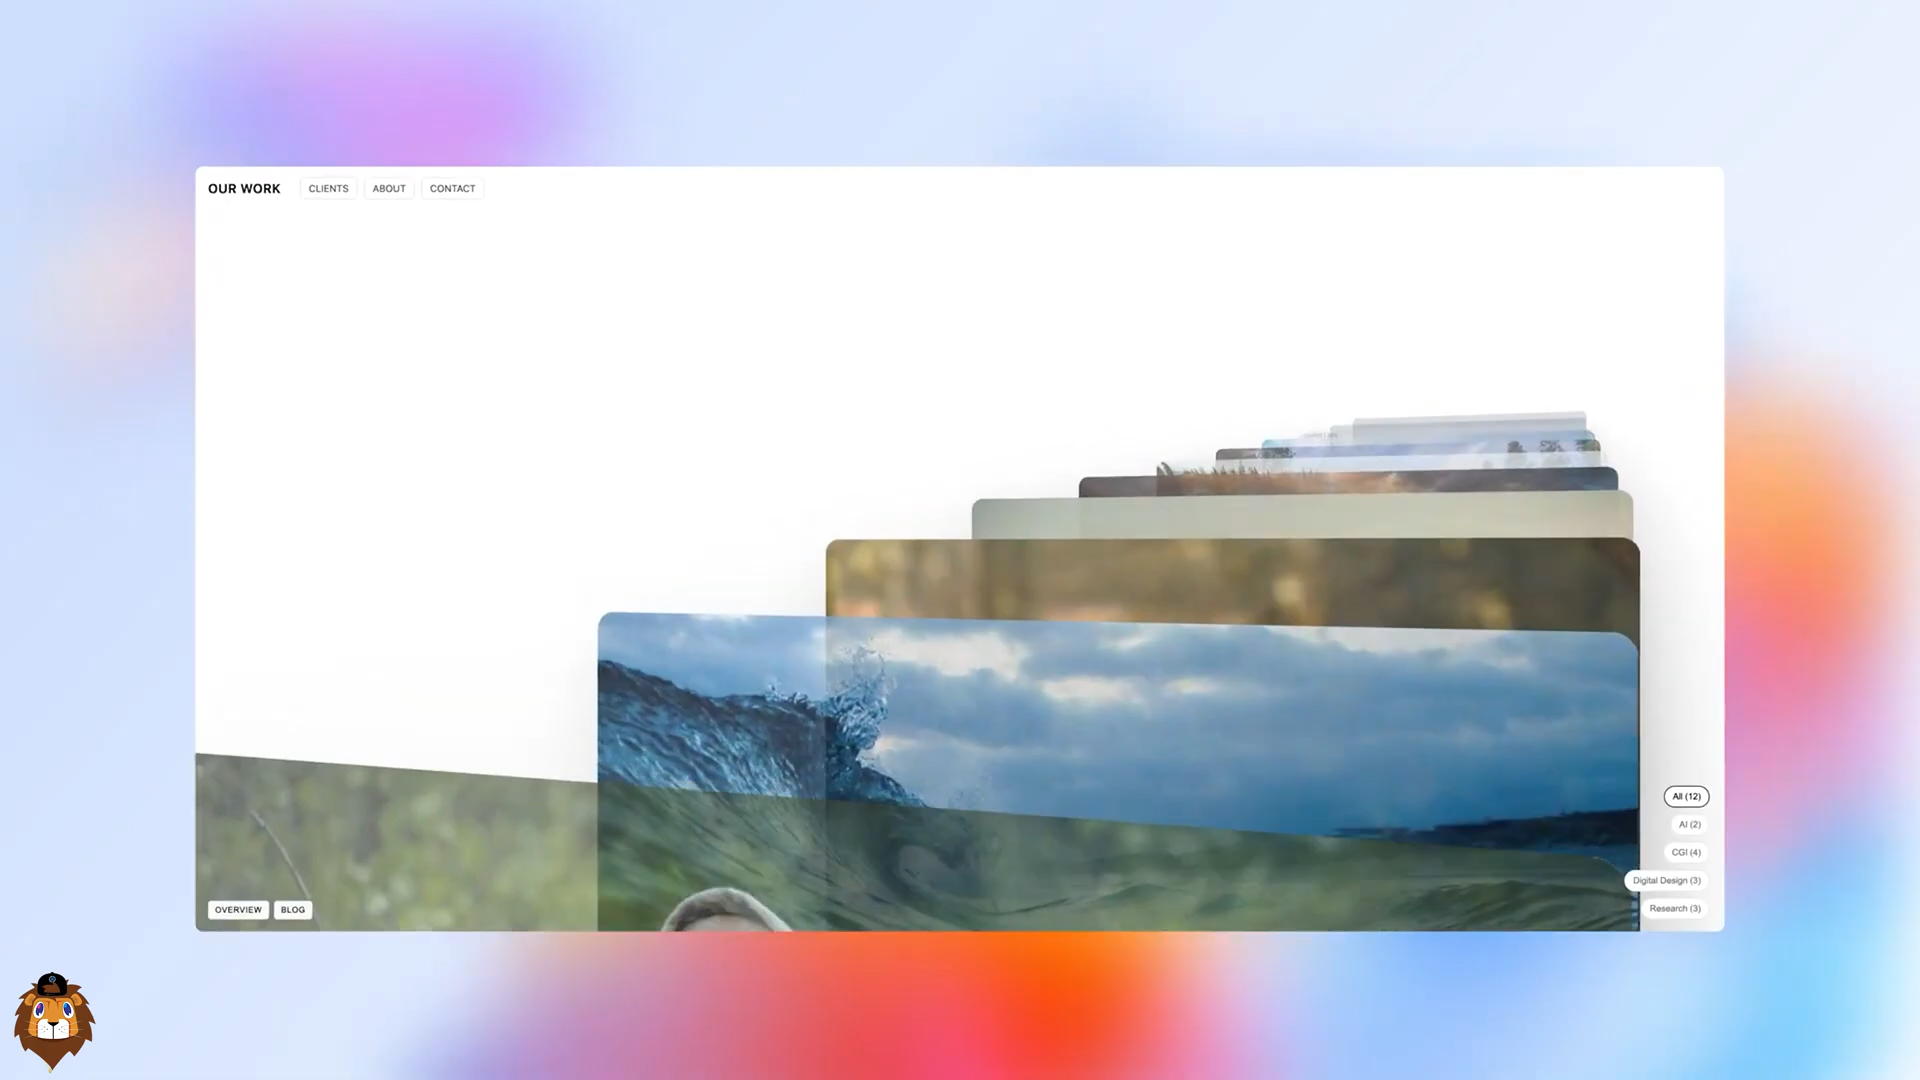 OUR WORK
CLIENTS
ABOUT
CONTACT
All (12)
AI (2)
CGI (4)
Digital Design (3)
Research (3)
OVERVIEW
BLOG